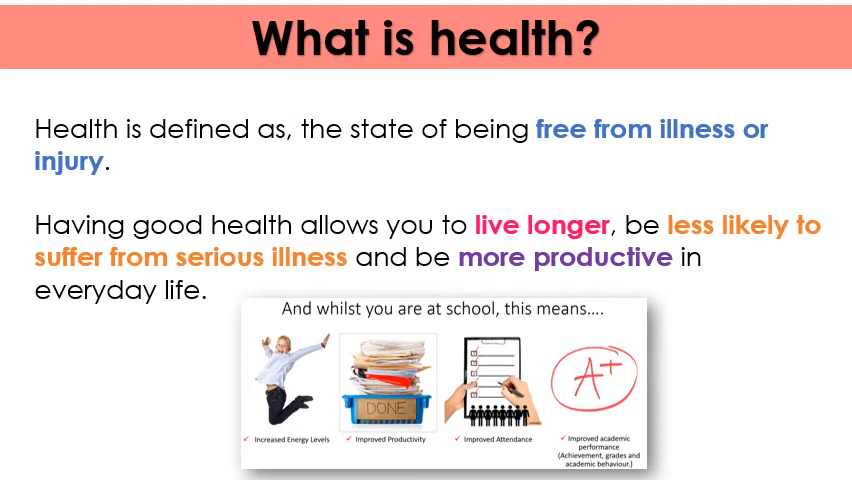 What is health?
Health is defined as, the state of being free from illness or
injury.
Having good health allows you to live longer, be less likely to
suffer from serious illness and be more productive in
everyday life.
And whilst you are at school, this means....
DONE
A+
✓ Increased Energy Levels
✓ Improved Productivity
✓ Improved Attendance
✓ Improved academic
performance
(Achievement, grades and
academic behaviour.)